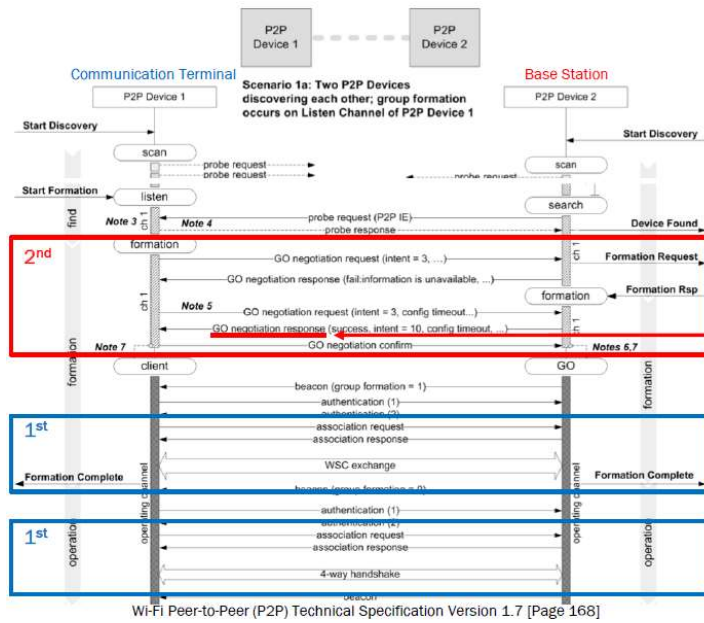 P2P Device 1
P2P Device 2
Communication Terminal
Base Station
Scenario 1a: Two P2P Devices discovering each other; group formation occurs on Listen Channel of P2P Device 1
P2P Device 1
P2P Device 2
Start Discovery
Start Discovery
scan
scan
probe request
probe request
probe request
Start Formation
listen
search
find
ch 1
Note 3
Note 4
probe request (P2P IE)
probe response
Device Found
2nd
formation
GO negotiation request (intent = 3, ...)
Formation Request
GO negotiation response (fail:information is unavailable, ...)
ch 1
ch 1
formation
Formation Rsp
Note 5
GO negotiation request (intent = 3, config timeout...)
GO negotiation response (success, intent = 10, config timeout, ...)
ch 1
Note 7
GO negotiation confirm
Notes 6,7
client
GO
formation
formation
beacon (group formation = 1)
authentication (1)
authentication (2)
1st
association request
association response
WSC exchange
Formation Complete
Formation Complete
beacon (group formation = 0)
operating channel
operating channel
authentication (1)
authentication (2)
1st
association request
association response
operation
operation
4-way handshake
beacon
Wi-Fi Peer-to-Peer (P2P) Technical Specification Version 1.7 [Page 168]